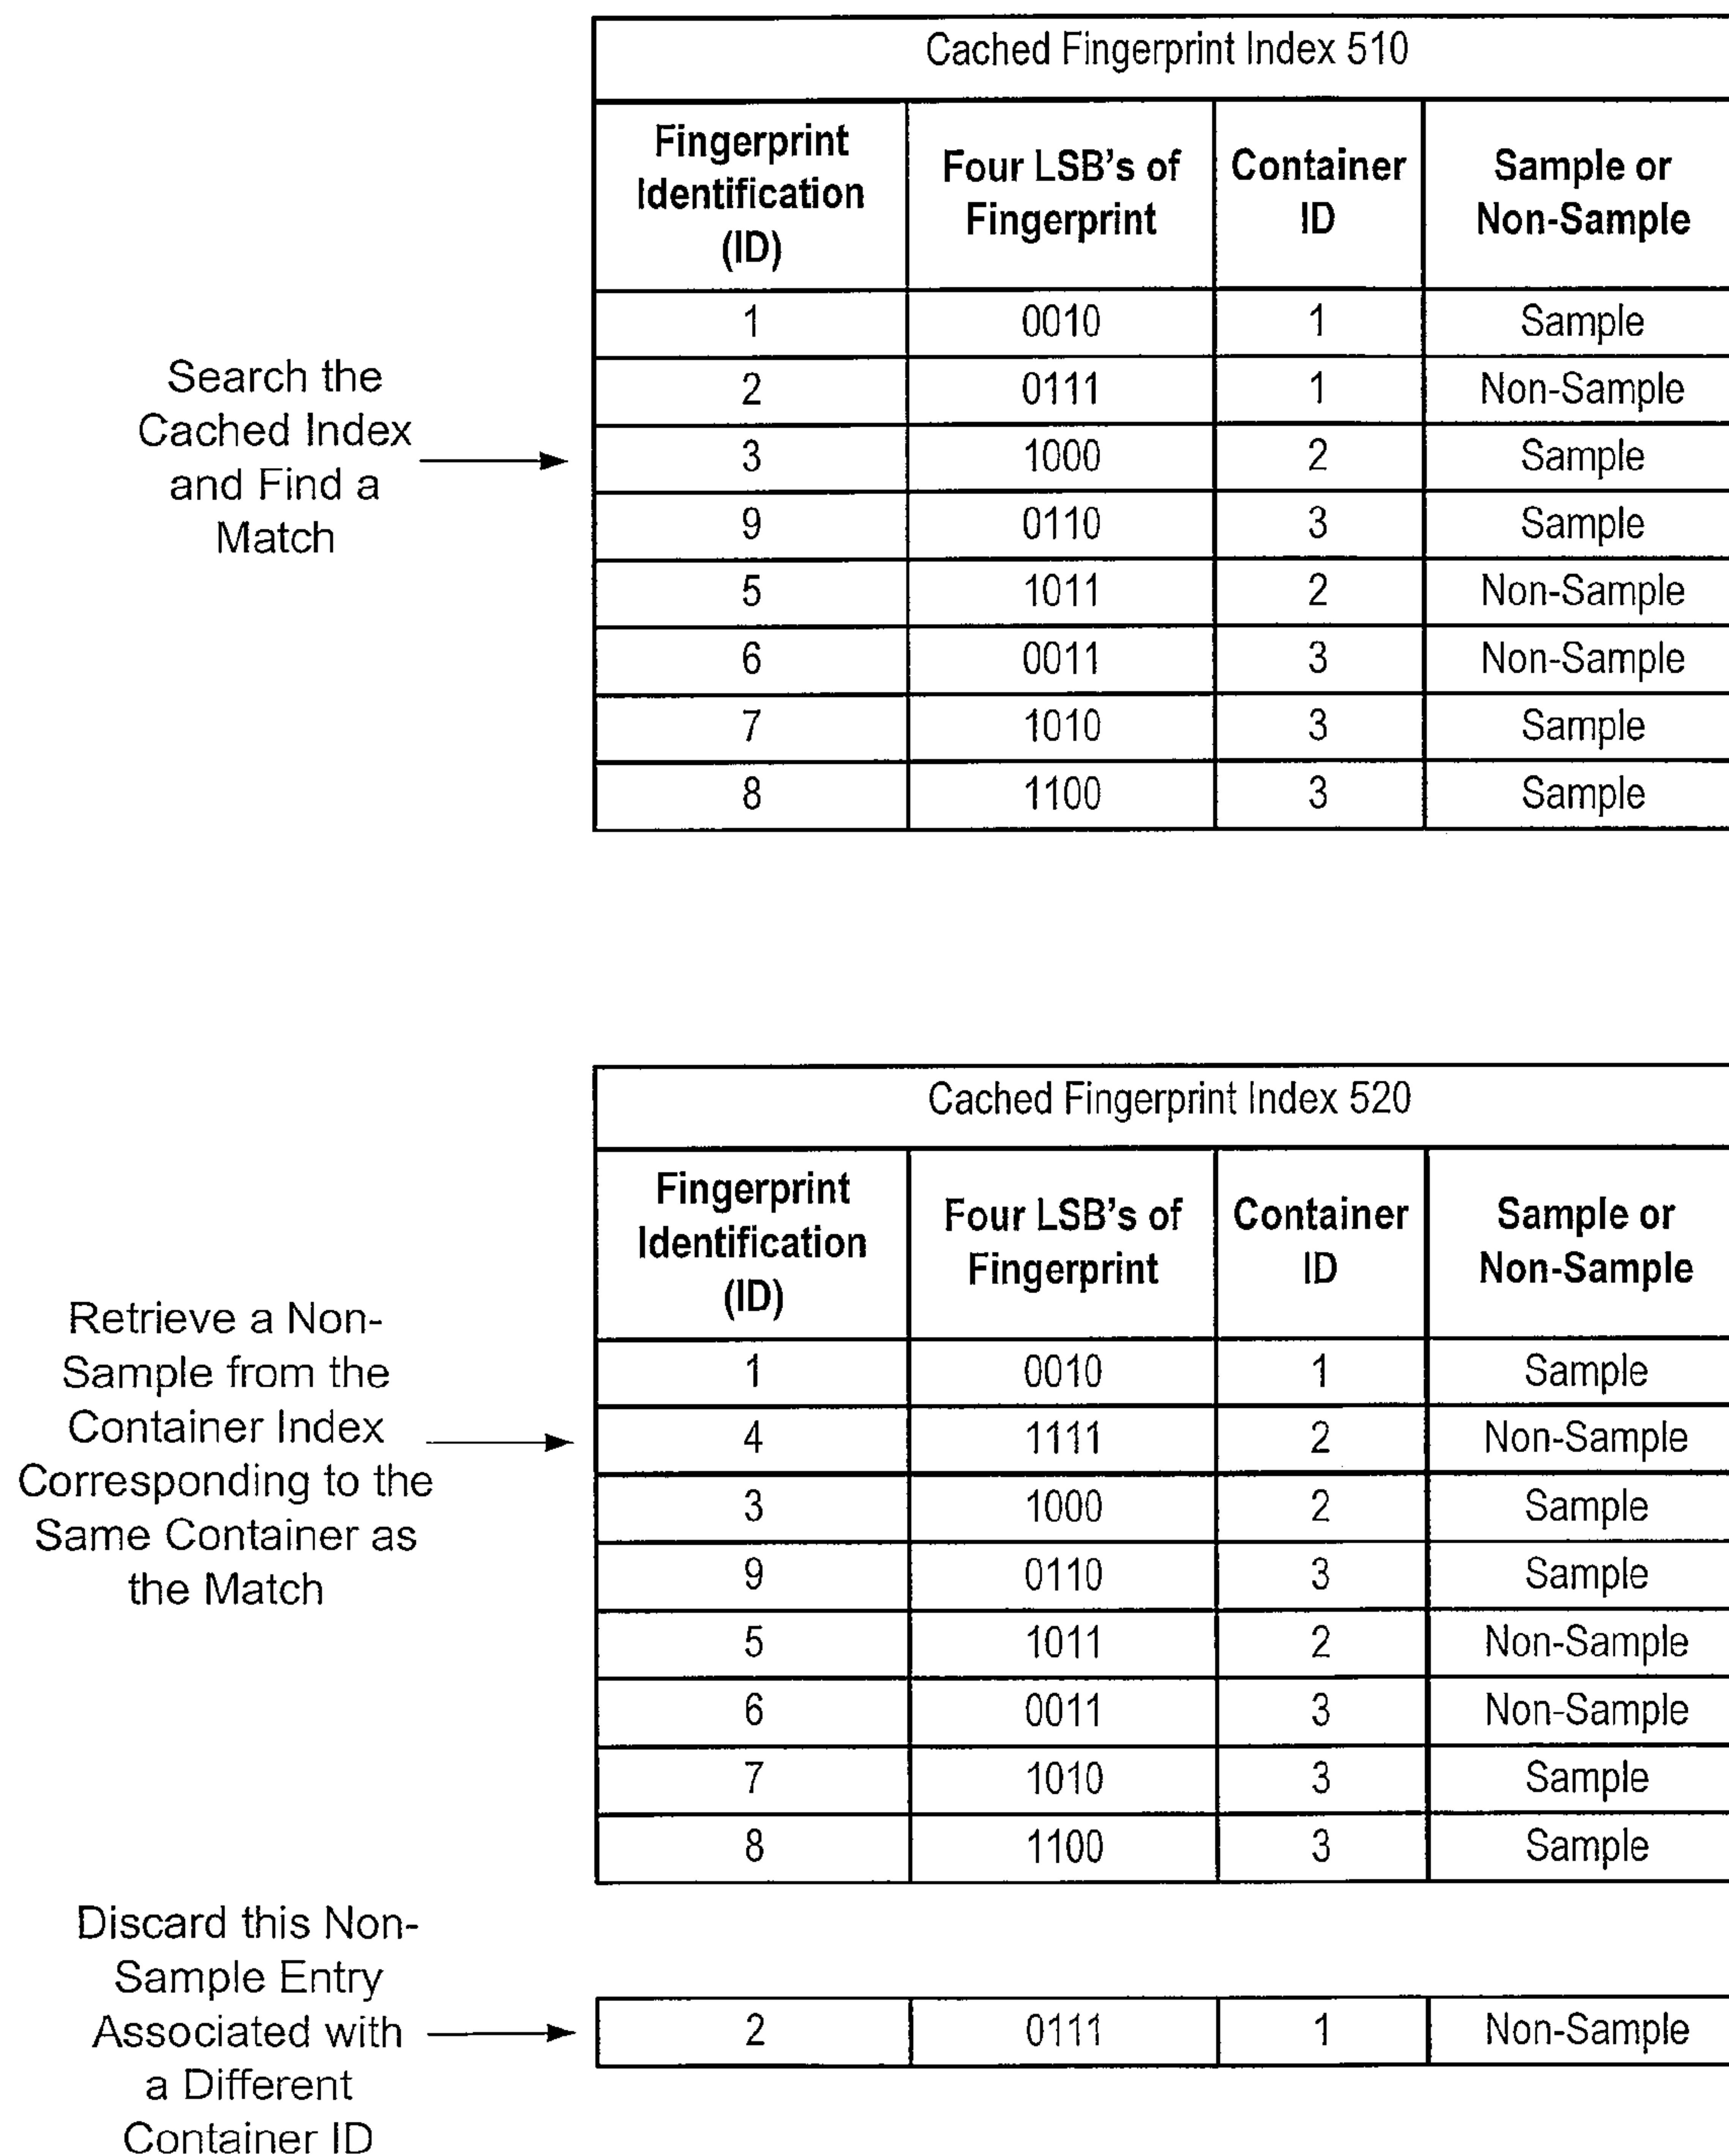 Cached Fingerprint Index 510
Fingerprint
Identification
(ID)
Four LSB's of
Fingerprint
Container
ID
Sample or
Non-Sample
1 0010 1 Sample
2 0111 1 Non-Sample
3 1000 2 Sample
9 0110 3 Sample
5 1011 2 Non-Sample
6 0011 3 Non-Sample
7 1010 3 Sample
8 1100 3 Sample
Search the
Cached Index
and Find a
Match
Cached Fingerprint Index 520
Fingerprint
Identification
(ID)
Four LSB's of
Fingerprint
Container
ID
Sample or
Non-Sample
1 0010 1 Sample
4 1111 2 Non-Sample
3 1000 2 Sample
9 0110 3 Sample
5 1011 2 Non-Sample
6 0011 3 Non-Sample
7 1010 3 Sample
8 1100 3 Sample
Retrieve a Non-
Sample from the
Container Index
Corresponding to the
Same Container as
the Match
Discard this Non-
Sample Entry
Associated with
a Different
Container ID
2 0111 1 Non-Sample